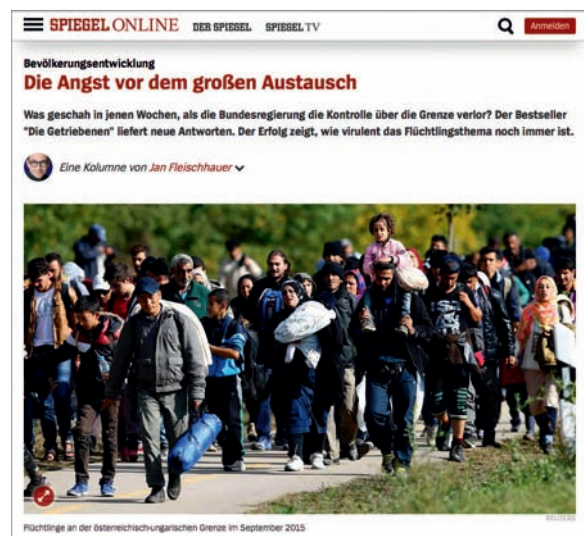 SPIEGEL ONLINE DER SPIEGEL SPIEGEL TV Anmelden
Bevölkerungsentwicklung
Die Angst vor dem großen Austausch
Was geschah in jenen Wochen, als die Bundesregierung die Kontrolle über die Grenze verlor? Der Bestseller
"Die Getriebenen" liefert neue Antworten. Der Erfolg zeigt, wie virulent das Flüchtlingsthema noch immer ist.
Eine Kolumne von Jan Fleischhauer
REUTERS
Flüchtlinge an der österreichisch-ungarischen Grenze im September 2015